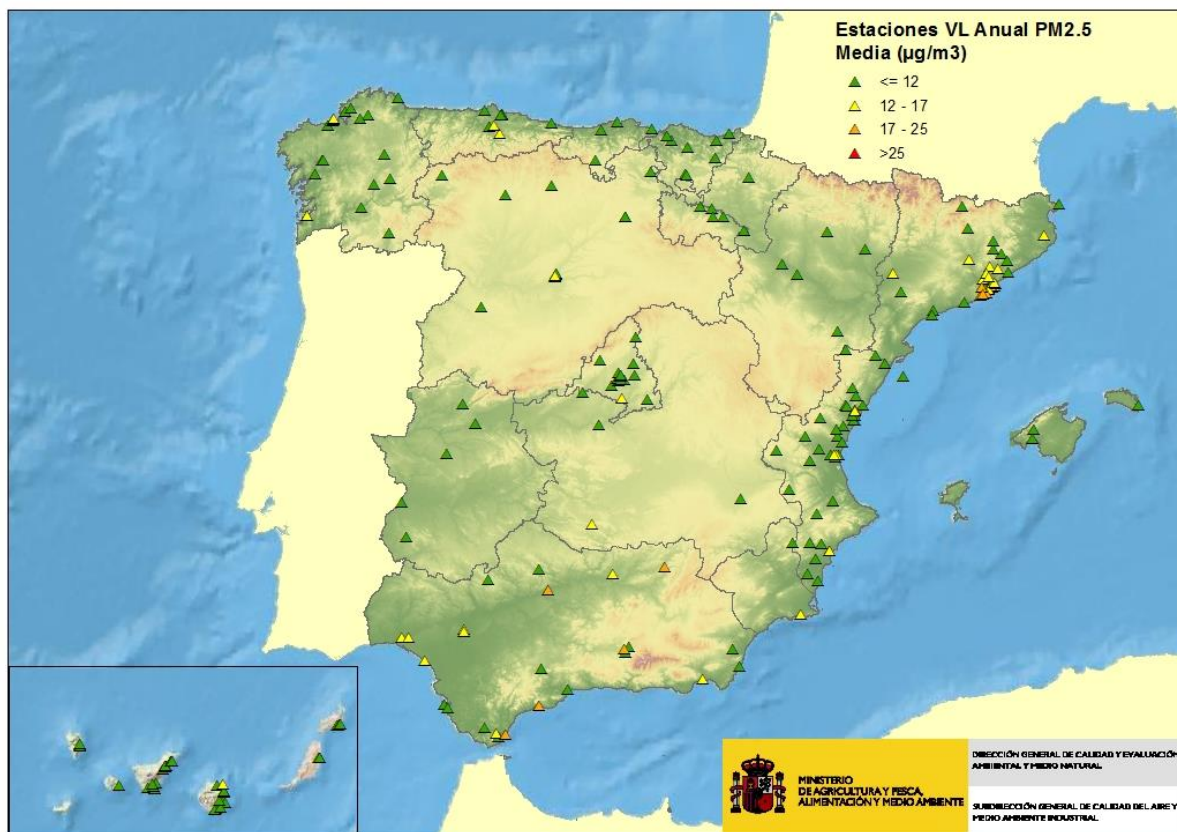 Estaciones VL Anual PM2.5
Media (µg/m3)
<= 12
12 - 17
17 - 25
>25
MINISTERIO
DE AGRICULTURA Y PESCA,
ALIMENTACIÓN Y MEDIO AMBIENTE
DIRECCIÓN GENERAL DE CALIDAD Y EVALUACIÓN
AMBIENTAL Y MEDIO NATURAL
SUBDIRECCIÓN GENERAL DE CALIDAD DEL AIRE Y
MEDIO AMBIENTE INDUSTRIAL